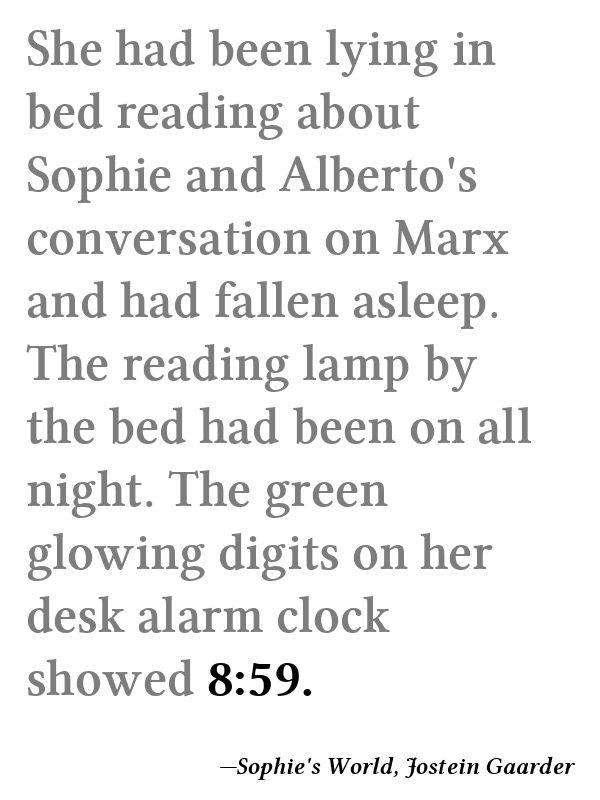 She had been lying in
bed reading about
Sophie and Alberto's
conversation on Marx
and had fallen asleep.
The reading lamp by
the bed had been on all
night. The green
glowing digits on her
desk alarm clock
showed 8:59.
—Sophie's World, Jostein Gaarder